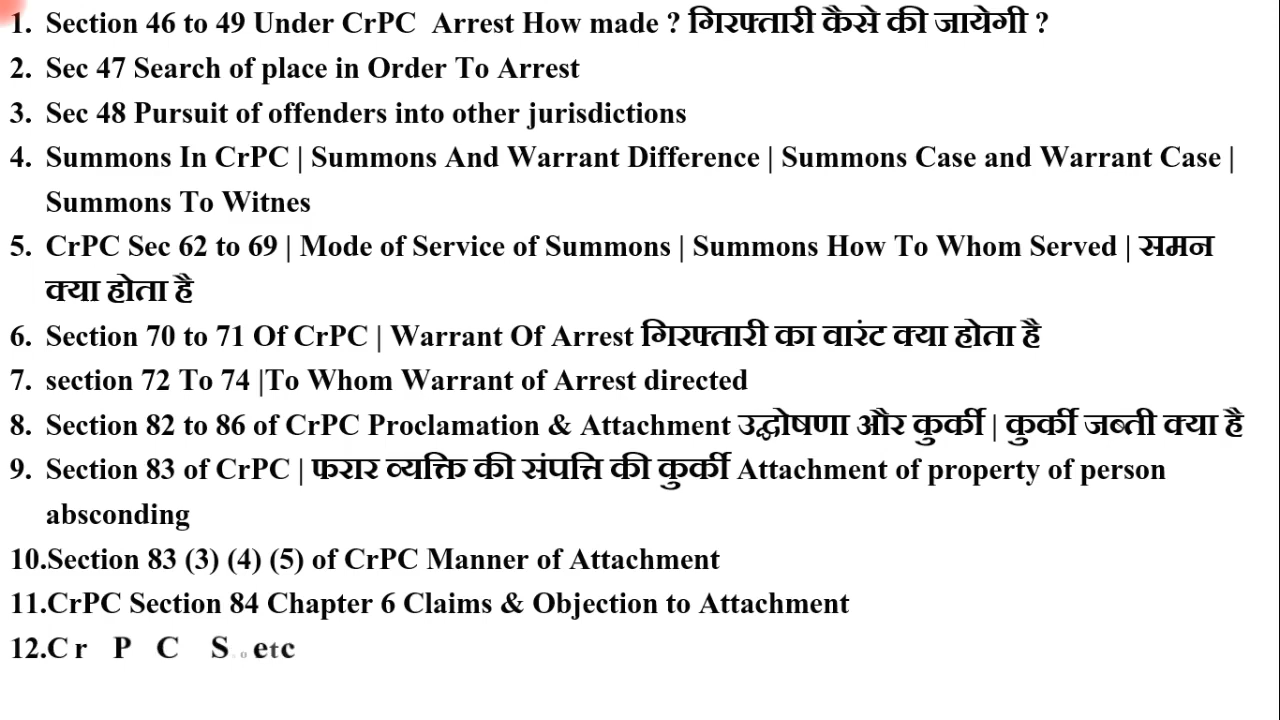 1. Section 46 to 49 Under CrPC Arrest How made ? गिरफ्तारी कैसे की जायेगी ?
2. Sec 47 Search of place in Order To Arrest
3. Sec 48 Pursuit of offenders into other jurisdictions
4. Summons In CrPC | Summons And Warrant Difference | Summons Case and Warrant Case |
Summons To Witnes
5. CrPC Sec 62 to 69 | Mode of Service of Summons | Summons How To Whom Served | समन
क्या होता है
6. Section 70 to 71 Of CrPC | Warrant Of Arrest गिरफ्तारी का वारंट क्या होता है
7. section 72 To 74 |To Whom Warrant of Arrest directed
8. Section 82 to 86 of CrPC Proclamation & Attachment उद्घोषणा और कुर्की | कुर्की जब्ती क्या है
9. Section 83 of CrPC | फरार व्यक्ति की संपत्ति की कुर्की Attachment of property of person
absconding
10.Section 83 (3) (4) (5) of CrPC Manner of Attachment
11.CrPC Section 84 Chapter 6 Claims & Objection to Attachment
12.Cr P C S etc